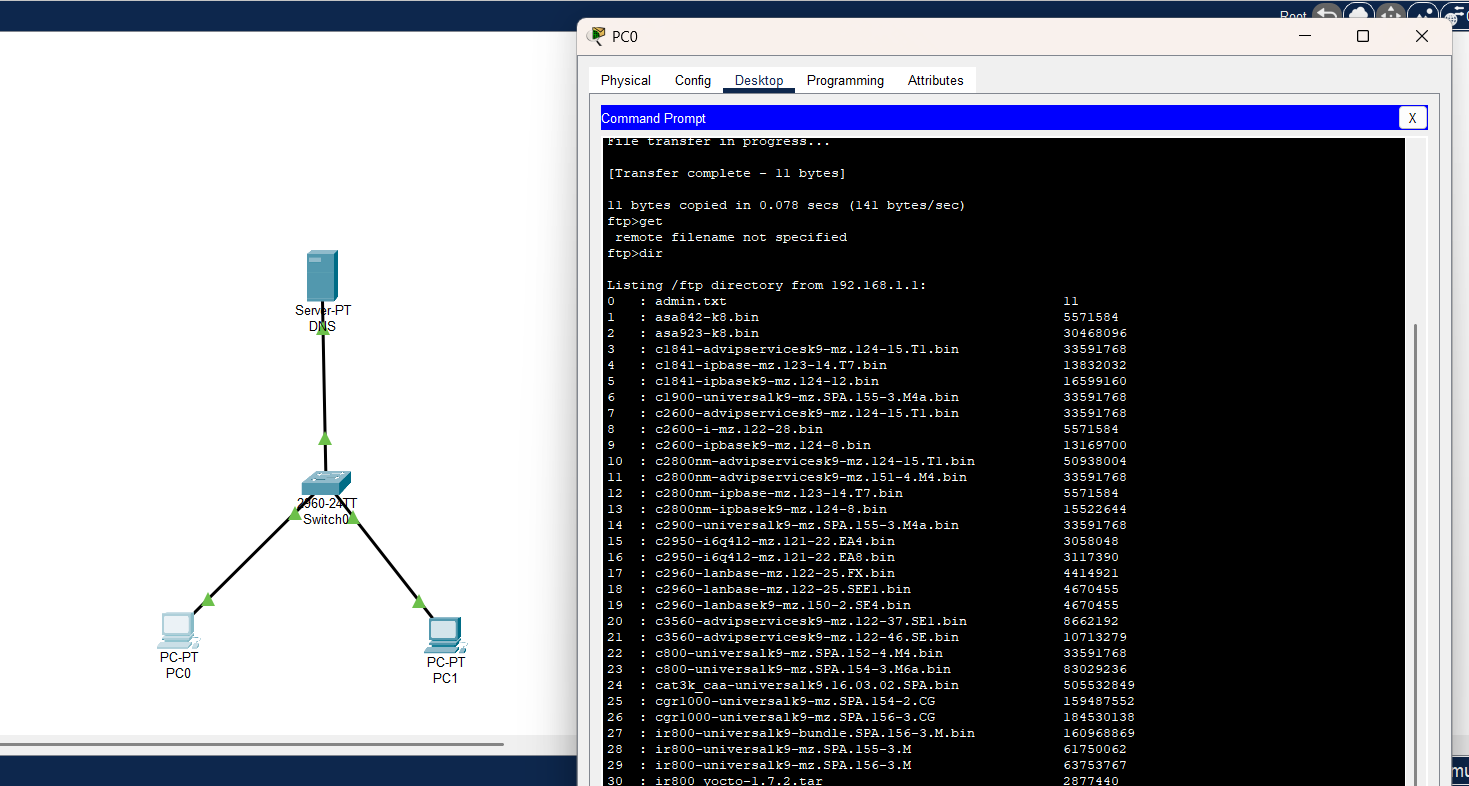 Root
PC0
Physical Config Desktop Programming Attributes
Command Prompt
X
File transfer in progress...
[Transfer complete - 11 bytes]
11 bytes copied in 0.078 secs (141 bytes/sec)
ftp>get
remote filename not specified
ftp>dir
Listing /ftp directory from 192.168.1.1:
0 : admin.txt 11
1 : asa842-k8.bin 5571584
2 : asa923-k8.bin 30468096
3 : c1841-advipservicesk9-mz.124-15.T1.bin 33591768
4 : c1841-ipbase-mz.123-14.T7.bin 13832032
5 : c1841-ipbasek9-mz.124-12.bin 16599160
6 : c1900-universalk9-mz.SPA.155-3.M4a.bin 33591768
7 : c2600-advipservicesk9-mz.124-15.T1.bin 33591768
8 : c2600-i-mz.122-28.bin 5571584
9 : c2600-ipbasek9-mz.124-8.bin 13169700
10 : c2800nm-advipservicesk9-mz.124-15.T1.bin 50938004
11 : c2800nm-advipservicesk9-mz.151-4.M4.bin 33591768
12 : c2800nm-ipbase-mz.123-14.T7.bin 5571584
13 : c2800nm-ipbasek9-mz.124-8.bin 15522644
14 : c2900-universalk9-mz.SPA.155-3.M4a.bin 33591768
15 : c2950-i6q4l2-mz.121-22.EA4.bin 3058048
16 : c2950-i6q4l2-mz.121-22.EA8.bin 3117390
17 : c2960-lanbase-mz.122-25.FX.bin 4414921
18 : c2960-lanbase-mz.122-25.SEE1.bin 4670455
19 : c2960-lanbasek9-mz.150-2.SE4.bin 4670455
20 : c3560-advipservicesk9-mz.122-37.SE1.bin 8662192
21 : c3560-advipservicesk9-mz.122-46.SE.bin 10713279
22 : c800-universalk9-mz.SPA.152-4.M4.bin 33591768
23 : c800-universalk9-mz.SPA.154-3.M6a.bin 83029236
24 : cat3k_caa-universalk9.16.03.02.SPA.bin 505532849
25 : cgr1000-universalk9-mz.SPA.154-2.CG 159487552
26 : cgr1000-universalk9-mz.SPA.156-3.CG 184530138
27 : ir800-universalk9-bundle.SPA.156-3.M.bin 160968869
28 : ir800-universalk9-mz.SPA.155-3.M 61750062
29 : ir800-universalk9-mz.SPA.156-3.M 63753767
30 : ir800_yocto-1.7.2.tar 2877440
Server-PT
DNS
2960-24TT
Switch0
PC-PT
PC0
PC-PT
PC1